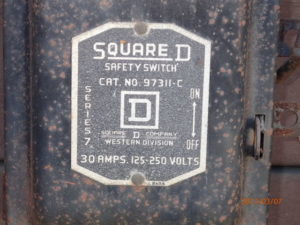 SQUARE D
SAFETY SWITCH
CAT. NO. 97311-C
SERIES 7
D
ON
OFF
SQUARE D COMPANY
WESTERN DIVISION
30 AMPS. 125-250 VOLTS